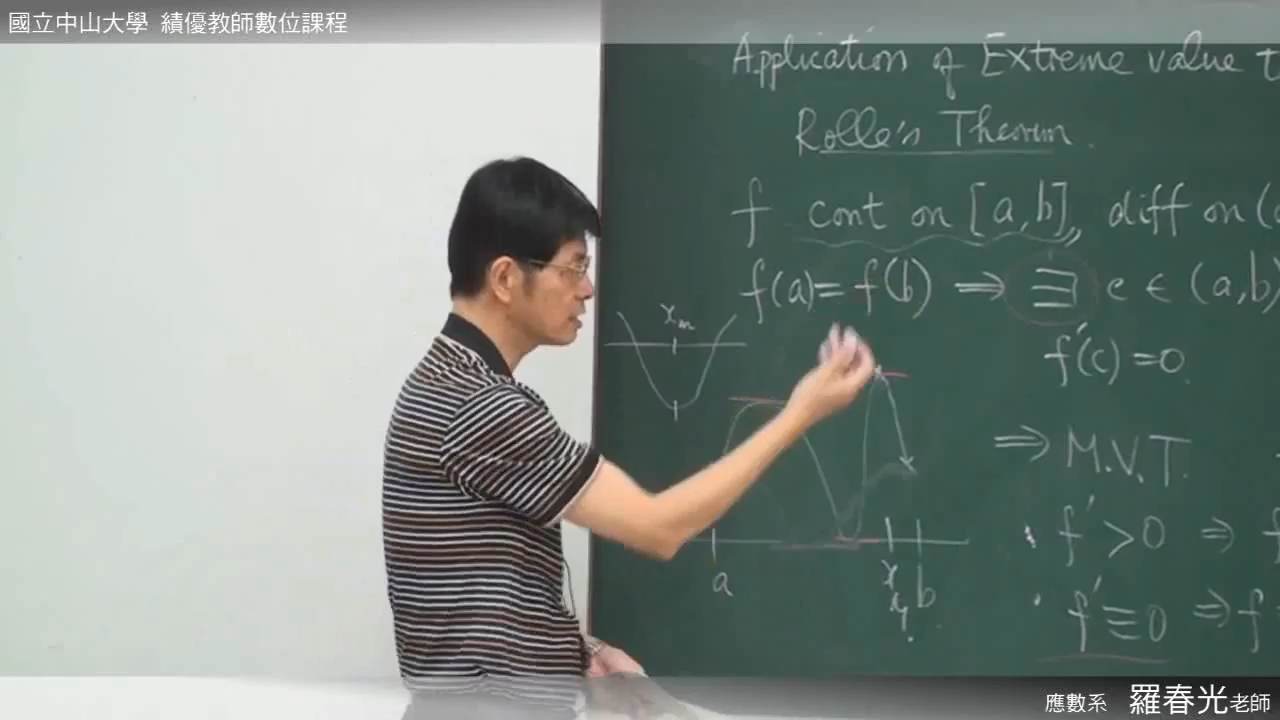 國立中山大學 績優教師數位課程
Application of Extreme value t
Rolle's Theorem.
f cont on [a,b], diff on (
f(a)=f(b) ⇒ ∃ c ∈ (a,b)
f'(c)=0.
⇒ M.V.T.
· f' > 0 ⇒ f
· f' ≡ 0 ⇒ f
x_m
a
b
應數系 羅春光老師